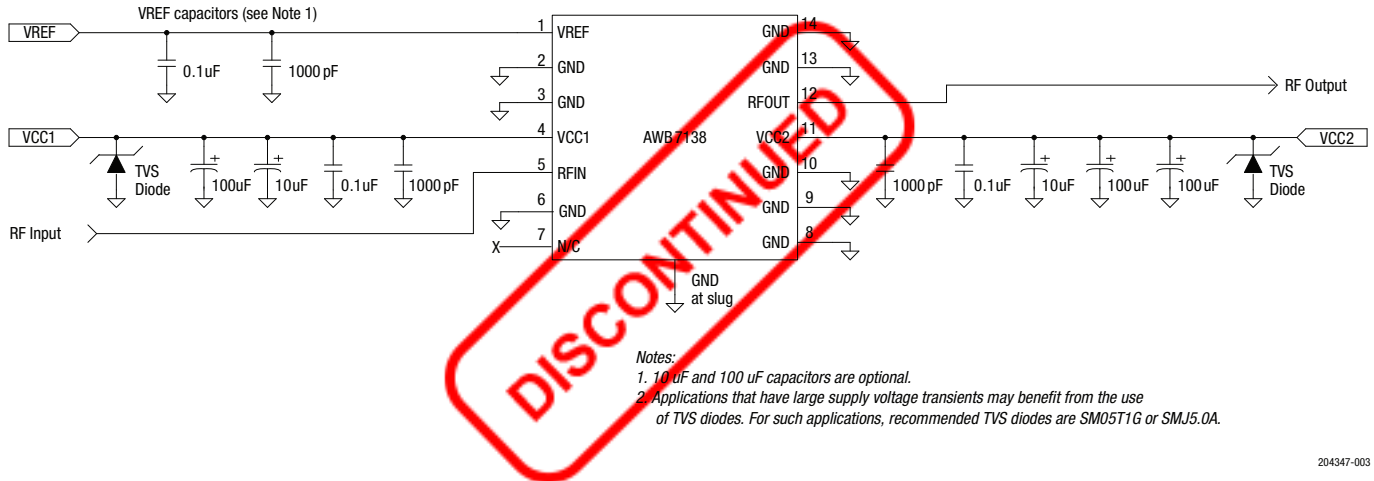 VREF capacitors (see Note 1)
VREF
0.1uF
1000 pF
VCC1
TVS
Diode
100uF
10uF
0.1uF
1000 pF
RF Input
1
2
3
4
5
6
7
X
VREF
GND
GND
VCC1
RFIN
GND
N/C
AWB7138
GND
GND
RFOUT
VCC2
GND
GND
GND
14
13
12
11
10
9
8
GND
at slug
RF Output
VCC2
1000 pF
0.1uF
10uF
100uF
100uF
TVS
Diode
DISCONTINUED
Notes:
1. 10 uF and 100 uF capacitors are optional.
2. Applications that have large supply voltage transients may benefit from the use
of TVS diodes. For such applications, recommended TVS diodes are SM05T1G or SMJ5.0A.
204347-003